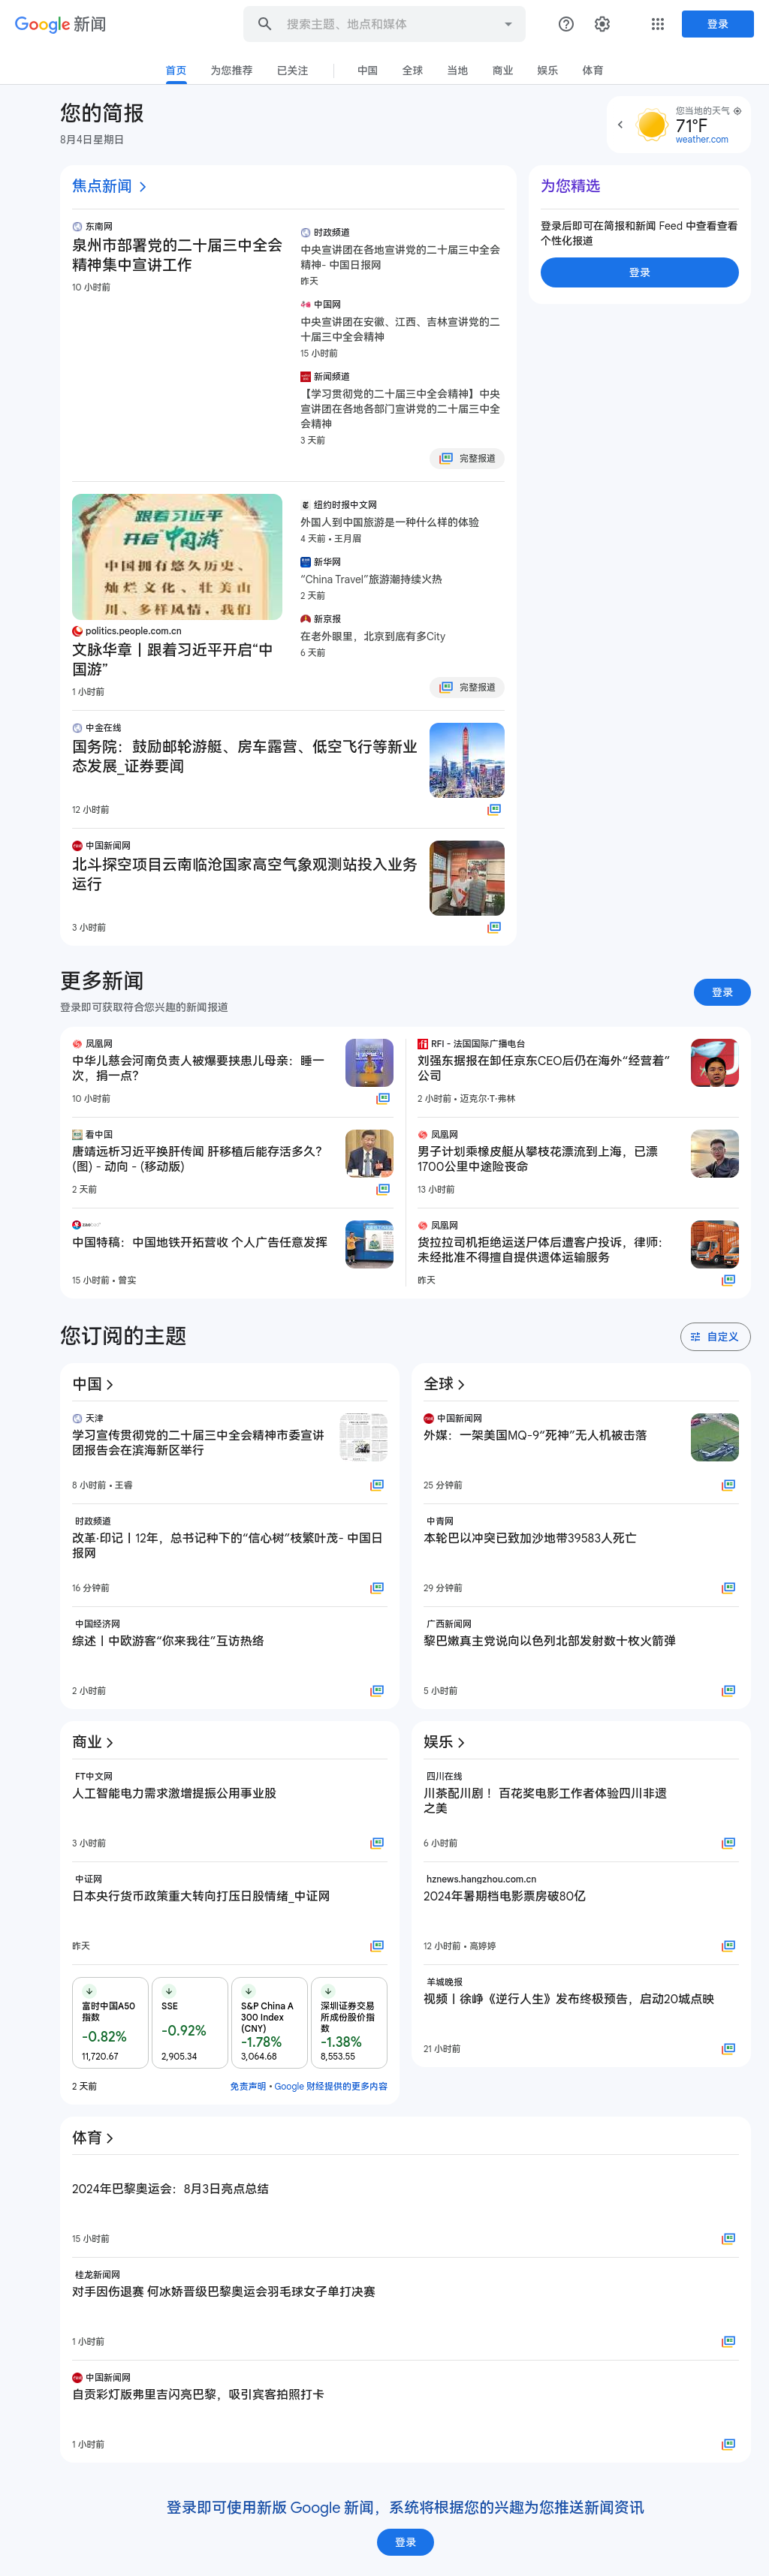 Google 新闻
搜索主题、地点和媒体
登录
首页
为您推荐
已关注
中国
全球
当地
商业
娱乐
体育
您的简报
8月4日星期日
您当地的天气
71°F
weather.com
焦点新闻
东南网
泉州市部署党的二十届三中全会
精神集中宣讲工作
10 小时前
时政频道
中央宣讲团在各地宣讲党的二十届三中全会
精神- 中国日报网
昨天
中国网
中央宣讲团在安徽、江西、吉林宣讲党的二
十届三中全会精神
15 小时前
新闻频道
【学习贯彻党的二十届三中全会精神】中央
宣讲团在各地各部门宣讲党的二十届三中全
会精神
3 天前
完整报道
为您精选
登录后即可在简报和新闻 Feed 中查看查看
个性化报道
登录
跟着习近平
开启“中国游”
中国拥有悠久历史、
灿烂文化、壮美山
川、多样风情，我们
politics.people.com.cn
文脉华章丨跟着习近平开启“中
国游”
1 小时前
纽约时报中文网
外国人到中国旅游是一种什么样的体验
4 天前 • 王月眉
新华网
“China Travel”旅游潮持续火热
2 天前
新京报
在老外眼里，北京到底有多City
6 天前
完整报道
中金在线
国务院：鼓励邮轮游艇、房车露营、低空飞行等新业
态发展_证券要闻
12 小时前
中国新闻网
北斗探空项目云南临沧国家高空气象观测站投入业务
运行
3 小时前
更多新闻
登录即可获取符合您兴趣的新闻报道
登录
凤凰网
中华儿慈会河南负责人被爆要挟患儿母亲：睡一
次，捐一点？
10 小时前
RFI - 法国国际广播电台
刘强东据报在卸任京东CEO后仍在海外“经营着”
公司
2 小时前 • 迈克尔·T·弗林
看中国
唐靖远析习近平换肝传闻 肝移植后能存活多久？
(图) - 动向 - (移动版)
2 天前
凤凰网
男子计划乘橡皮艇从攀枝花漂流到上海，已漂
1700公里中途险丧命
13 小时前
中国特稿：中国地铁开拓营收 个人广告任意发挥
15 小时前 • 曾实
凤凰网
货拉拉司机拒绝运送尸体后遭客户投诉，律师：
未经批准不得擅自提供遗体运输服务
昨天
您订阅的主题
自定义
中国
天津
学习宣传贯彻党的二十届三中全会精神市委宣讲
团报告会在滨海新区举行
8 小时前 • 王睿
时政频道
改革·印记丨12年，总书记种下的“信心树”枝繁叶茂- 中国日
报网
16 分钟前
中国经济网
综述丨中欧游客“你来我往”互访热络
2 小时前
全球
中国新闻网
外媒：一架美国MQ-9“死神”无人机被击落
25 分钟前
中青网
本轮巴以冲突已致加沙地带39583人死亡
29 分钟前
广西新闻网
黎巴嫩真主党说向以色列北部发射数十枚火箭弹
5 小时前
商业
FT中文网
人工智能电力需求激增提振公用事业股
3 小时前
中证网
日本央行货币政策重大转向打压日股情绪_中证网
昨天
富时中国A50
指数
-0.82%
11,720.67
SSE
-0.92%
2,905.34
S&P China A
300 Index
(CNY)
-1.78%
3,064.68
深圳证券交易
所成份股价指
数
-1.38%
8,553.55
2 天前
免责声明 • Google 财经提供的更多内容
娱乐
四川在线
川茶配川剧 ！百花奖电影工作者体验四川非遗
之美
6 小时前
hznews.hangzhou.com.cn
2024年暑期档电影票房破80亿
12 小时前 • 高婷婷
羊城晚报
视频丨徐峥《逆行人生》发布终极预告，启动20城点映
21 小时前
体育
2024年巴黎奥运会：8月3日亮点总结
15 小时前
桂龙新闻网
对手因伤退赛 何冰娇晋级巴黎奥运会羽毛球女子单打决赛
1 小时前
中国新闻网
自贡彩灯版弗里吉闪亮巴黎，吸引宾客拍照打卡
1 小时前
登录即可使用新版 Google 新闻，系统将根据您的兴趣为您推送新闻资讯
登录